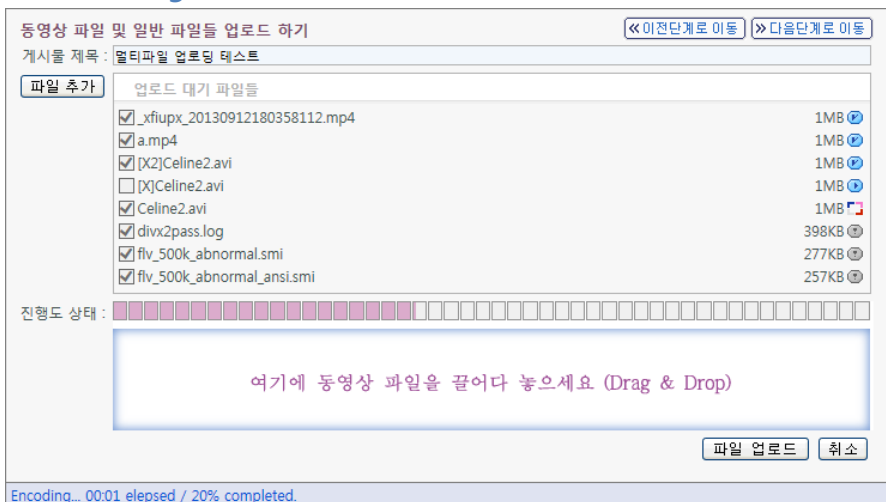 동영상 파일 및 일반 파일들 업로드 하기
이전단계로 이동 다음단계로 이동
게시물 제목 : 멀티파일 업로딩 테스트
파일 추가 업로드 대기 파일들
_xfiupx_20130912180358112.mp4 1MB
a.mp4 1MB
[X2]Celine2.avi 1MB
[X]Celine2.avi 1MB
Celine2.avi 1MB
divx2pass.log 398KB
flv_500k_abnormal.smi 277KB
flv_500k_abnormal_ansi.smi 257KB
진행도 상태 :
여기에 동영상 파일을 끌어다 놓으세요 (Drag & Drop)
파일 업로드 취소
Encoding... 00:01 elepsed / 20% completed.